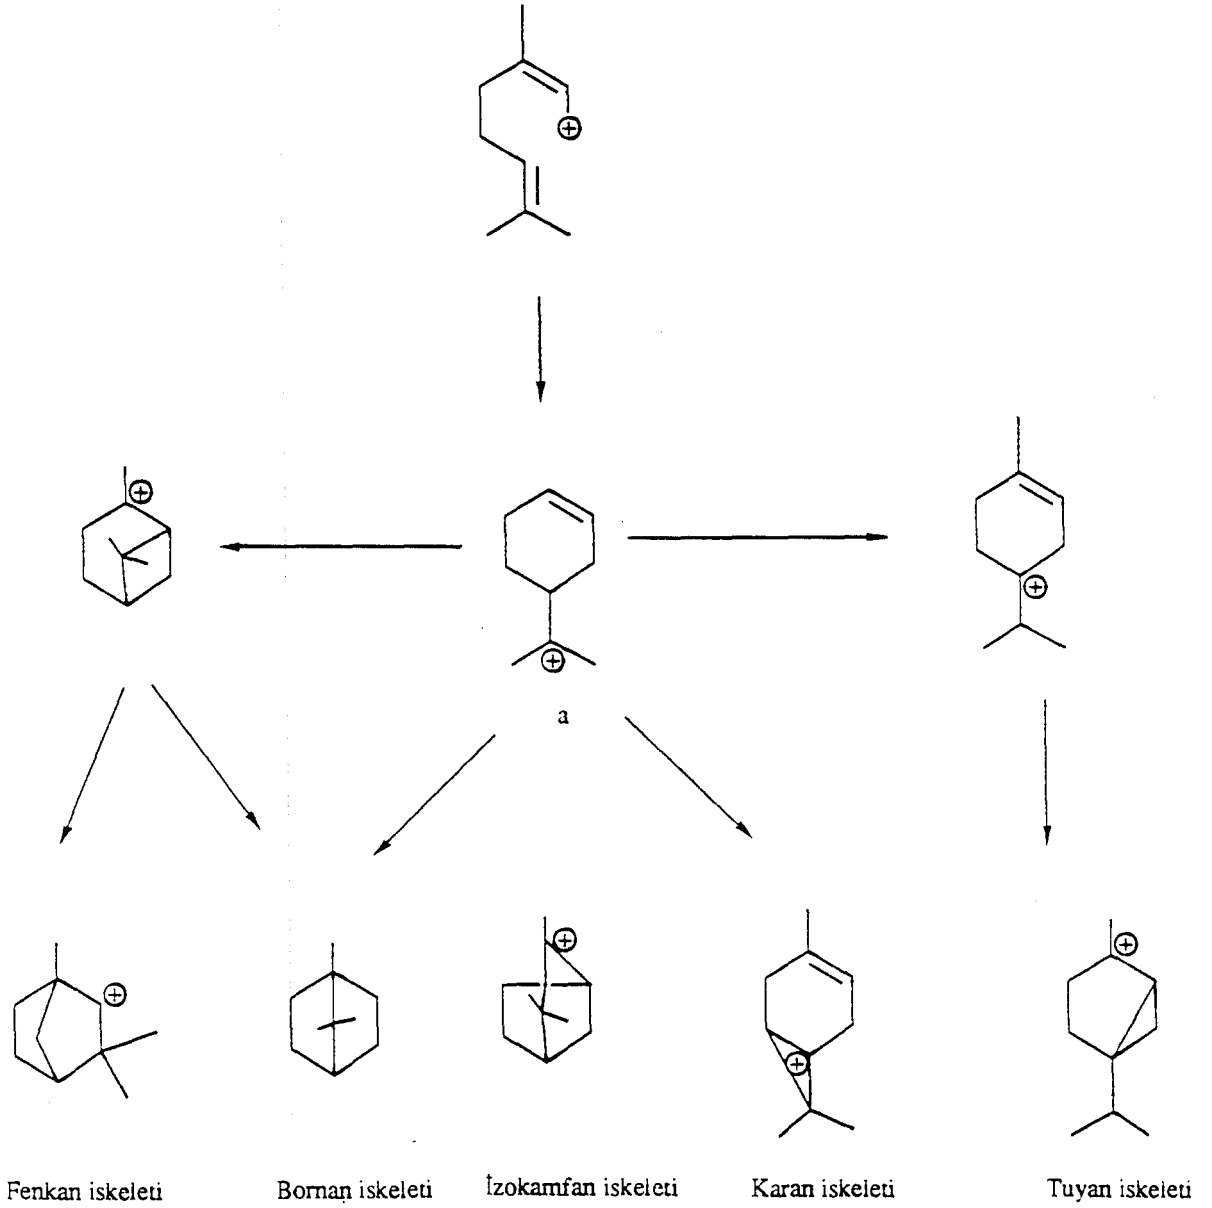 a
Fenkan iskeleti
Bornan iskeleti
İzokamfan iskeleti
Karan iskeleti
Tuyan iskeleti